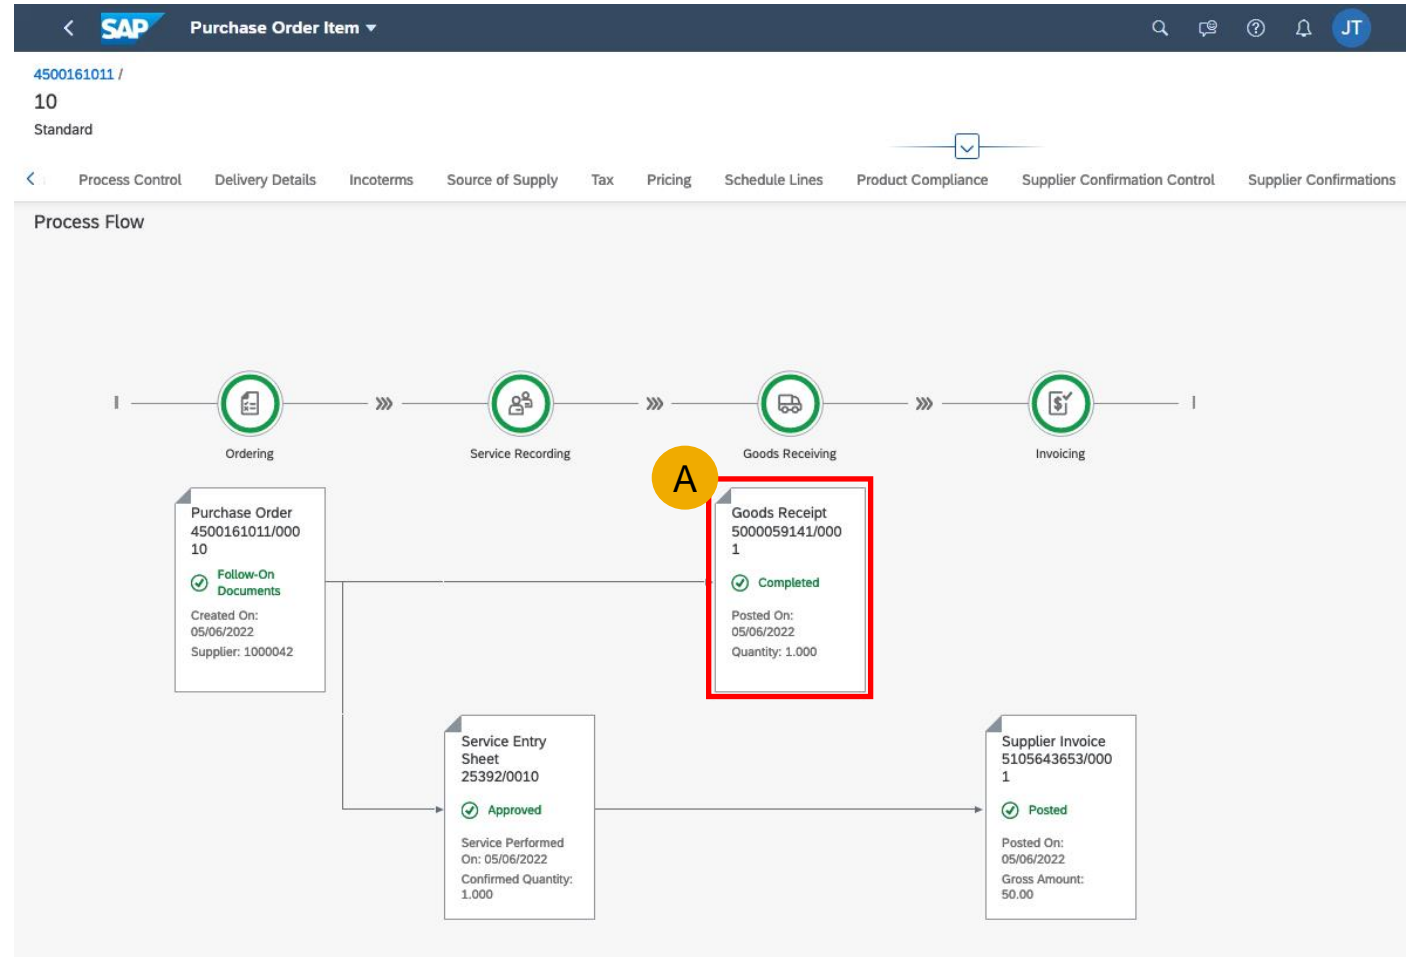 SAP
Purchase Order Item
JT
4500161011 /
10
Standard
Process Control
Delivery Details
Incoterms
Source of Supply
Tax
Pricing
Schedule Lines
Product Compliance
Supplier Confirmation Control
Supplier Confirmations
Process Flow
Ordering
Service Recording
Goods Receiving
Invoicing
A
Purchase Order
4500161011/000
10
Follow-On
Documents
Created On:
05/06/2022
Supplier: 1000042
Goods Receipt
5000059141/000
1
Completed
Posted On:
05/06/2022
Quantity: 1.000
Service Entry
Sheet
25392/0010
Approved
Service Performed
On: 05/06/2022
Confirmed Quantity:
1.000
Supplier Invoice
5105643653/000
1
Posted
Posted On:
05/06/2022
Gross Amount:
50.00